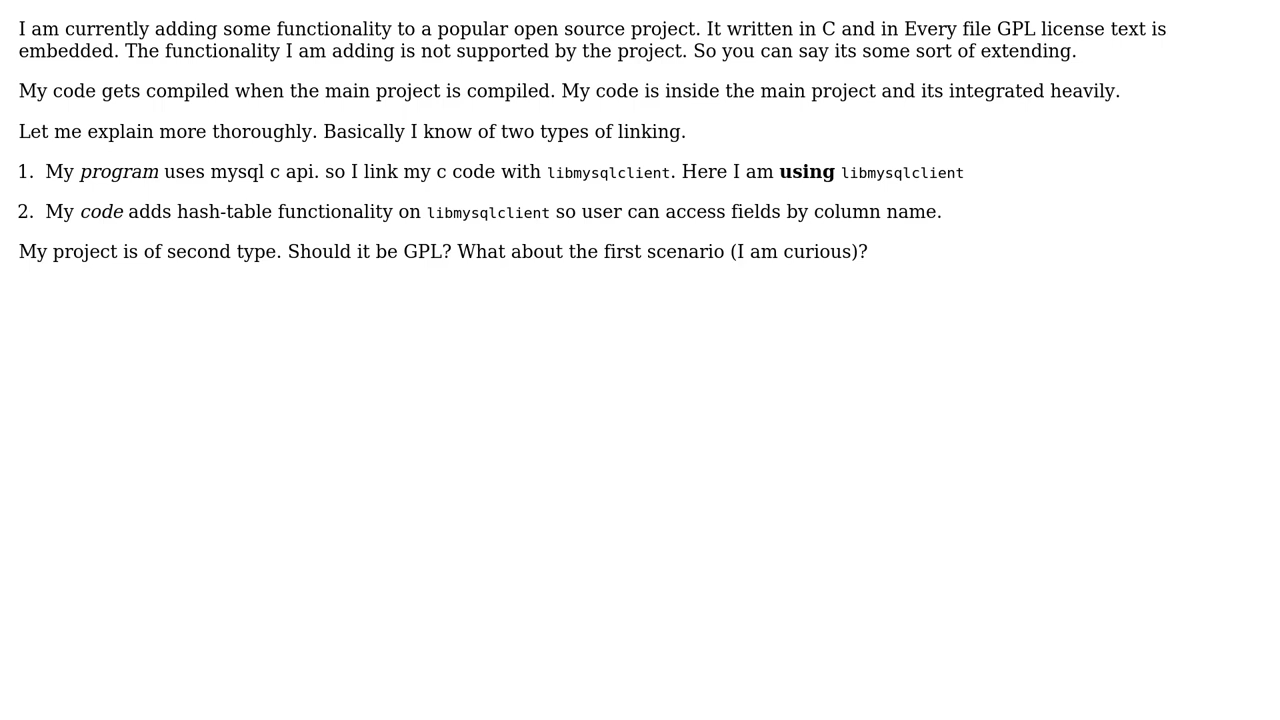 I am currently adding some functionality to a popular open source project. It written in C and in Every file GPL license text is
embedded. The functionality I am adding is not supported by the project. So you can say its some sort of extending.
My code gets compiled when the main project is compiled. My code is inside the main project and its integrated heavily.
Let me explain more thoroughly. Basically I know of two types of linking.
1. My program uses mysql c api. so I link my c code with libmysqlclient. Here I am using libmysqlclient
2. My code adds hash-table functionality on libmysqlclient so user can access fields by column name.
My project is of second type. Should it be GPL? What about the first scenario (I am curious)?